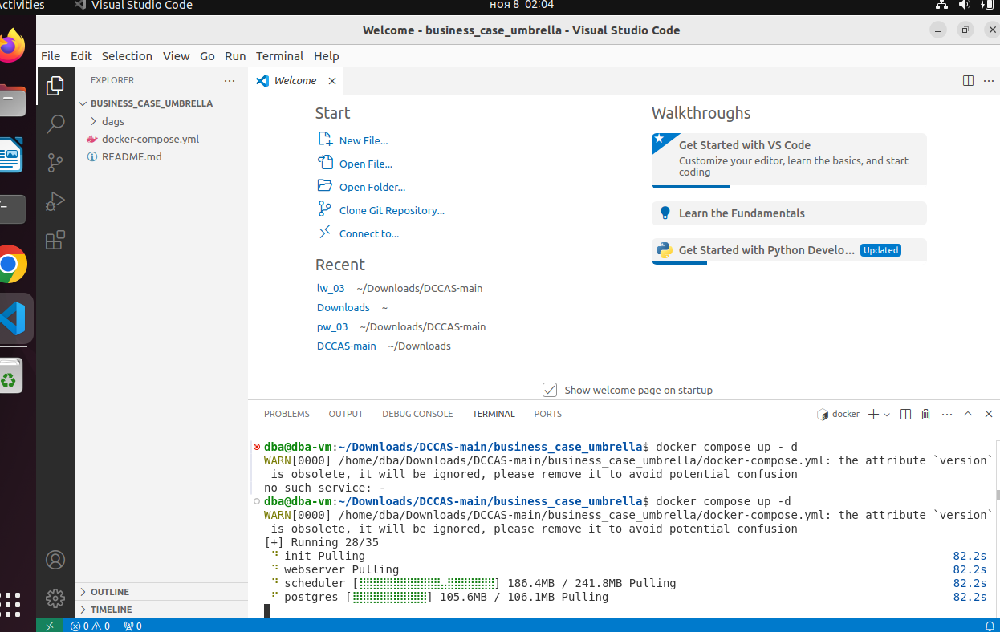 Activities
Visual Studio Code
ноя 8 02:04
Welcome - business_case_umbrella - Visual Studio Code
File Edit Selection View Go Run Terminal Help
EXPLORER
BUSINESS_CASE_UMBRELLA
dags
docker-compose.yml
README.md
OUTLINE
TIMELINE
Welcome
Start
New File...
Open File...
Open Folder...
Clone Git Repository...
Connect to...
Recent
lw_03 ~/Downloads/DCCAS-main
Downloads ~
pw_03 ~/Downloads/DCCAS-main
DCCAS-main ~/Downloads
Walkthroughs
Get Started with VS Code
Customize your editor, learn the basics, and start
coding
Learn the Fundamentals
Get Started with Python Develo... Updated
Show welcome page on startup
PROBLEMS OUTPUT DEBUG CONSOLE TERMINAL PORTS
docker
dba@dba-vm:~/Downloads/DCCAS-main/business_case_umbrella$ docker compose up - d
WARN[0000] /home/dba/Downloads/DCCAS-main/business_case_umbrella/docker-compose.yml: the attribute `version`
is obsolete, it will be ignored, please remove it to avoid potential confusion
no such service: -
dba@dba-vm:~/Downloads/DCCAS-main/business_case_umbrella$ docker compose up -d
WARN[0000] /home/dba/Downloads/DCCAS-main/business_case_umbrella/docker-compose.yml: the attribute `version`
is obsolete, it will be ignored, please remove it to avoid potential confusion
[+] Running 28/35
init Pulling 82.2s
webserver Pulling 82.2s
scheduler [⣿⣿⣿⣿⣿⣿⣿⣿⣿⣿⣿⣿⣀⣿⣿⣿⣿⣿⣿⣿] 186.4MB / 241.8MB Pulling 82.2s
postgres [⣿⣿⣿⣿⣿⣿⣿⣿⣿⣿⣿] 105.6MB / 106.1MB Pulling 82.2s
0 0 0